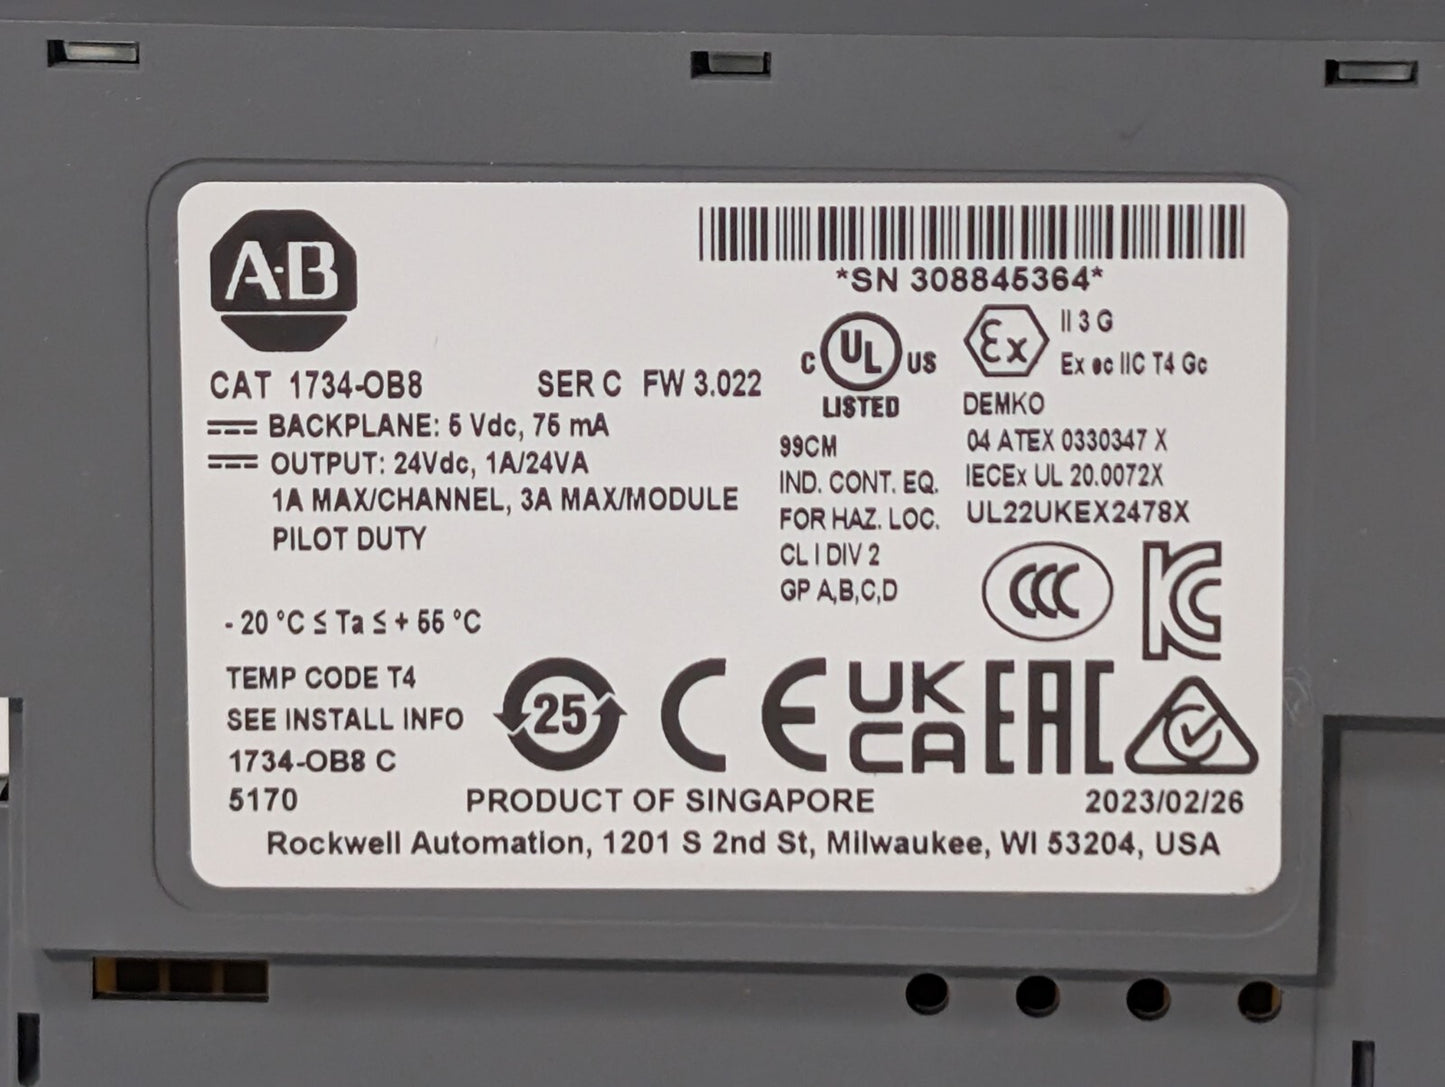 A·B
*SN 308845364*
CAT 1734-OB8 SER C FW 3.022
BACKPLANE: 5 Vdc, 75 mA
OUTPUT: 24Vdc, 1A/24VA
1A MAX/CHANNEL, 3A MAX/MODULE
PILOT DUTY
- 20 °C ≤ Ta ≤ + 55 °C
TEMP CODE T4
SEE INSTALL INFO
1734-OB8 C
5170
C UL US
LISTED
99CM
IND. CONT. EQ.
FOR HAZ. LOC.
CL I DIV 2
GP A,B,C,D
Ex II 3 G
Ex ec IIC T4 Gc
DEMKO
04 ATEX 0330347 X
IECEx UL 20.0072X
UL22UKEX2478X
CCC KC
25 CE UK CA EAC
PRODUCT OF SINGAPORE 2023/02/26
Rockwell Automation, 1201 S 2nd St, Milwaukee, WI 53204, USA